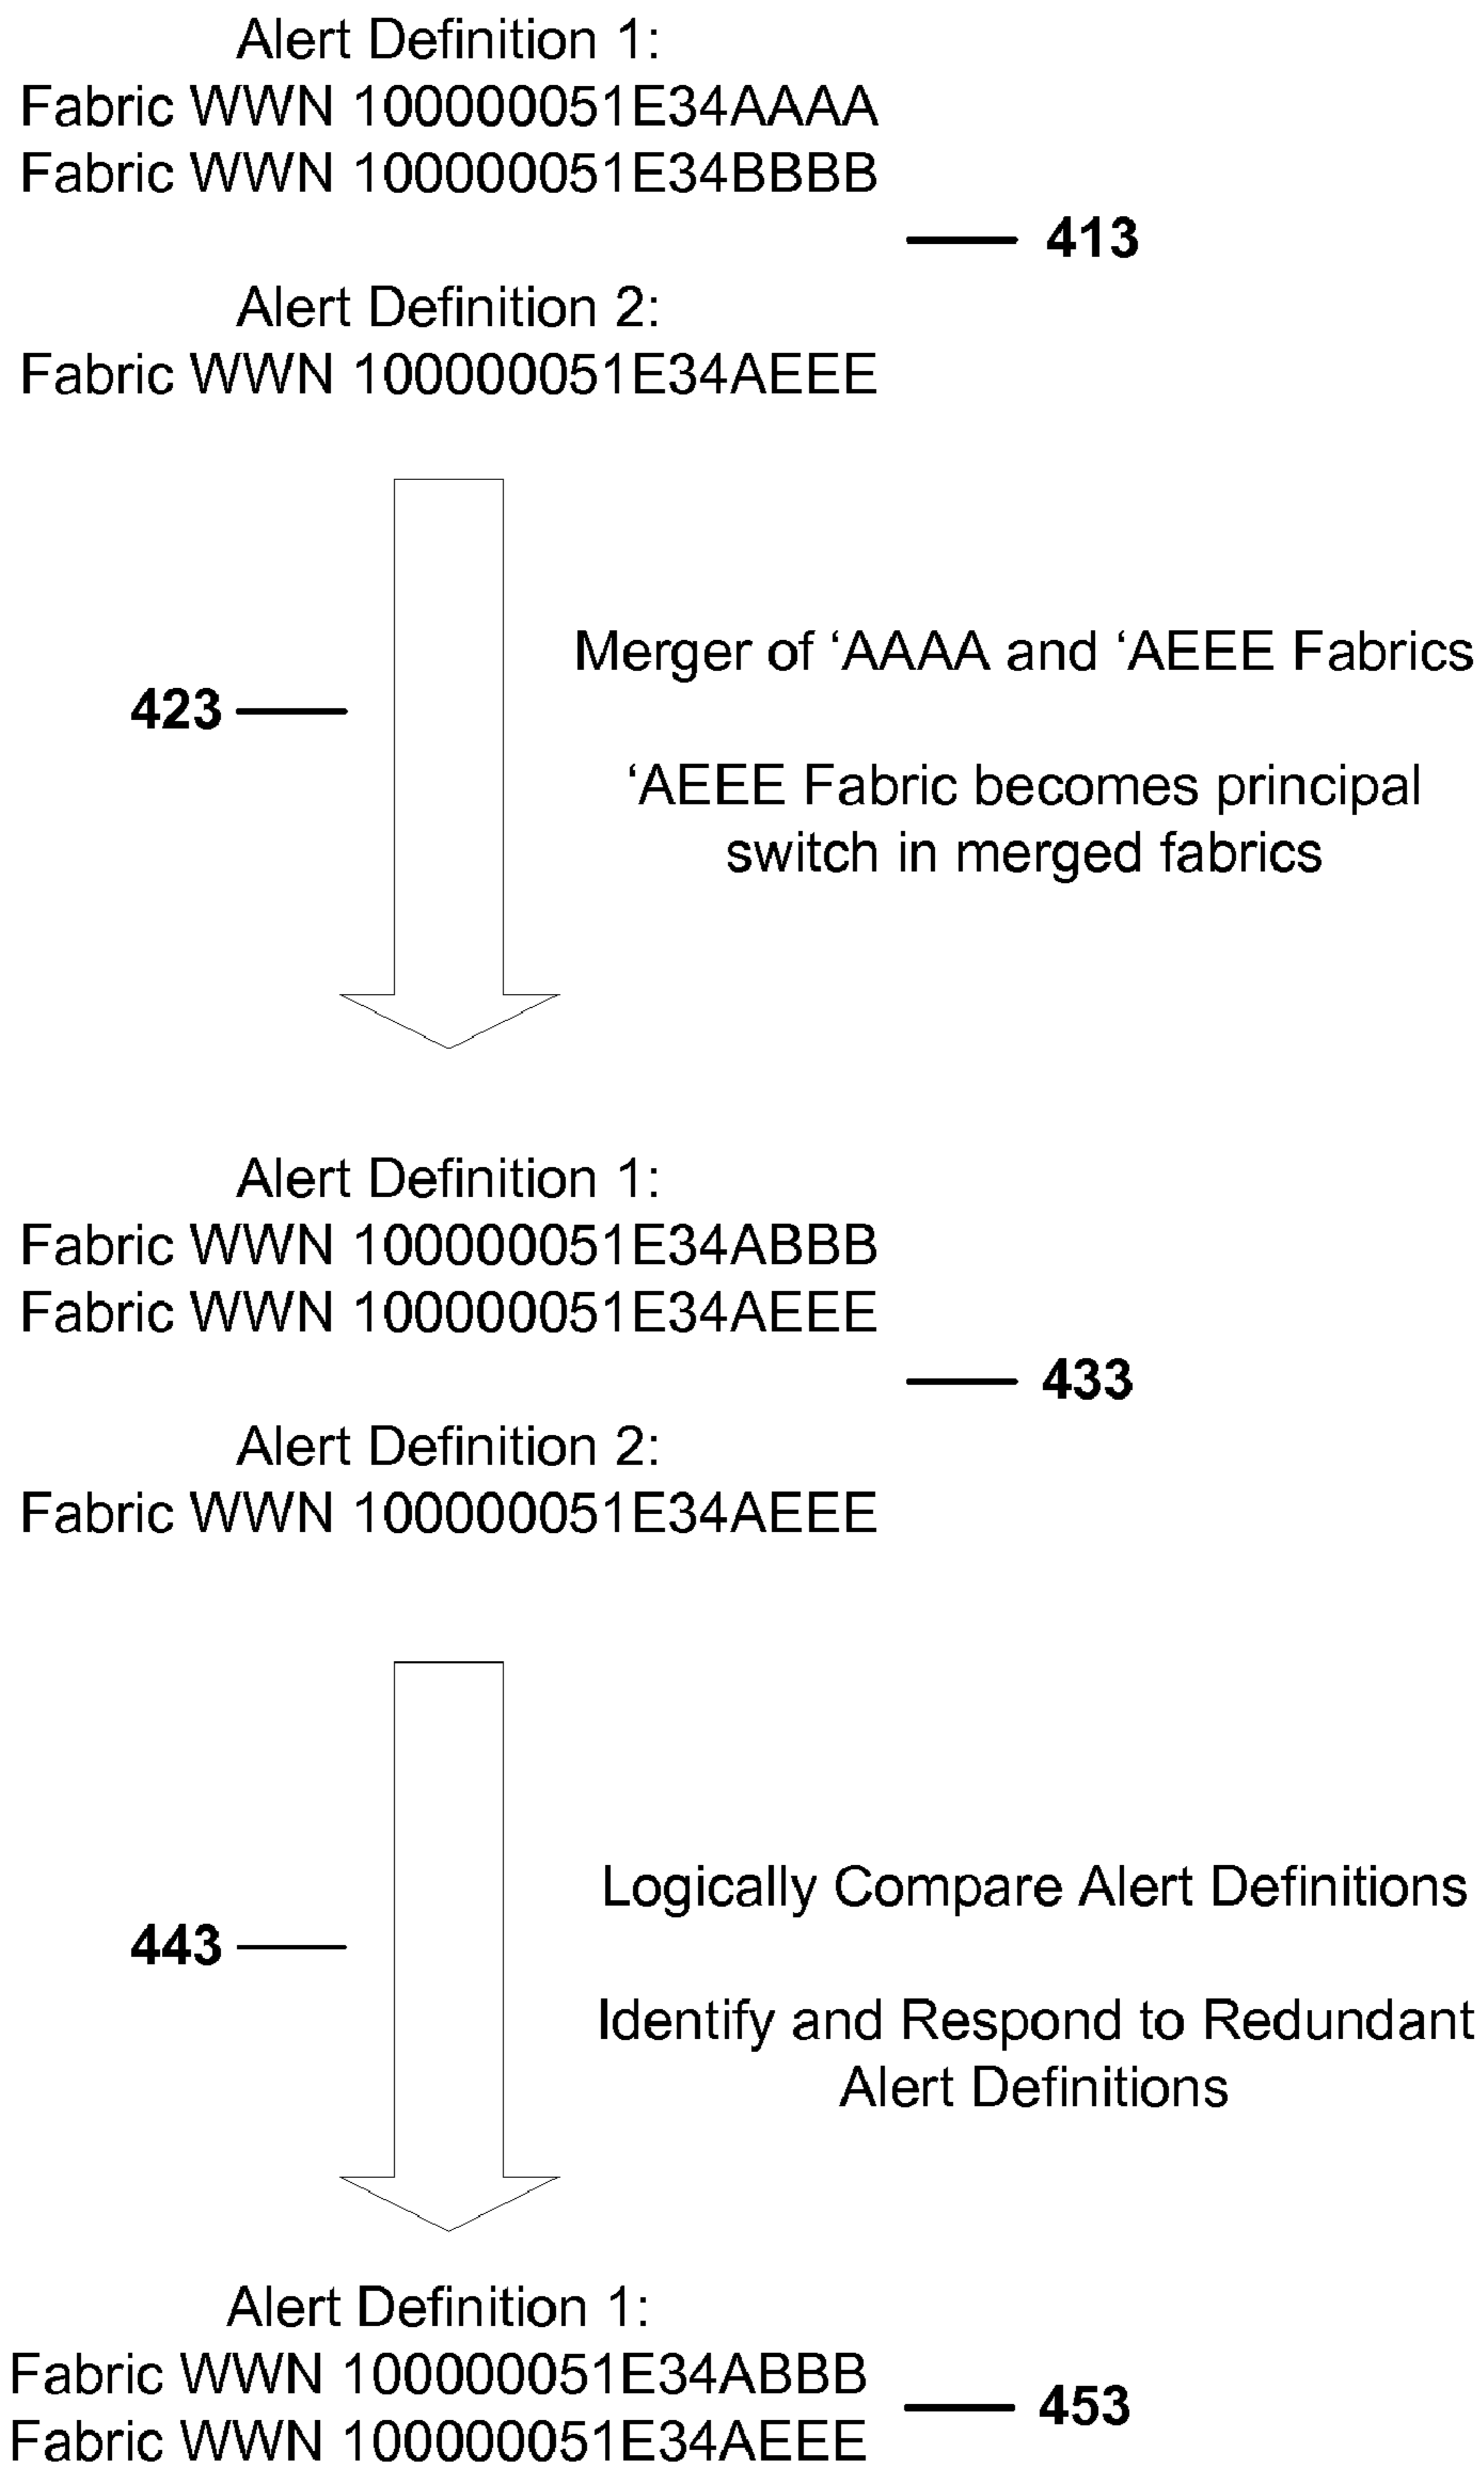 Alert Definition 1:
Fabric WWN 100000051E34AAAA
Fabric WWN 100000051E34BBBB
413
Alert Definition 2:
Fabric WWN 100000051E34AEEE
Merger of ‘AAAA and ‘AEEE Fabrics
423
‘AEEE Fabric becomes principal
switch in merged fabrics
Alert Definition 1:
Fabric WWN 100000051E34ABBB
Fabric WWN 100000051E34AEEE
433
Alert Definition 2:
Fabric WWN 100000051E34AEEE
Logically Compare Alert Definitions
443
Identify and Respond to Redundant
Alert Definitions
Alert Definition 1:
Fabric WWN 100000051E34ABBB
453
Fabric WWN 100000051E34AEEE